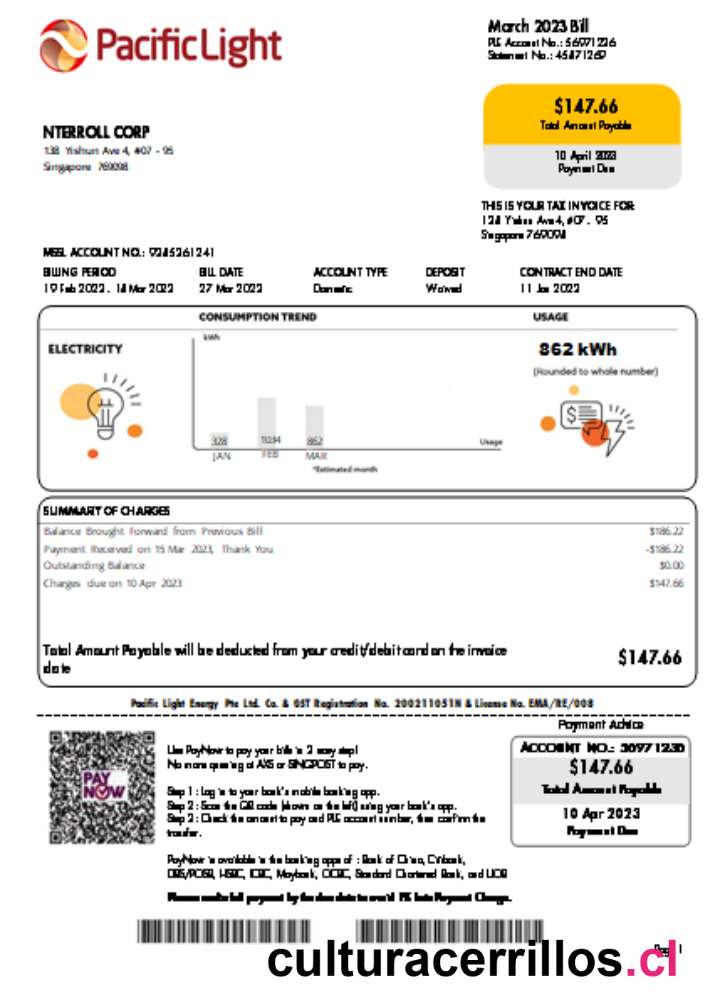 PacificLight
March 2023 Bill
PLE Account No.: 56971236
Statement No.: 45871269
$147.66
Total Amount Payable
10 April 2023
Payment Due
NTERROLL CORP
138 Yishun Ave 4, #07 - 95
Singapore 769098
THIS IS YOUR TAX INVOICE FOR:
Yishun Ave 4, #07 - 95
Singapore 769098
MSSL ACCOUNT NO.: 9285261241
BILLING PERIOD BILL DATE ACCOUNT TYPE DEPOSIT CONTRACT END DATE
19 Feb 2022 - 18 Mar 2022 27 Mar 2022 Domestic Waived 11 Jan 2022
CONSUMPTION TREND USAGE
ELECTRICITY
kWh
862 kWh
(Rounded to whole number)
328 1034 862
Usage
JAN FEB MAR
*Estimated month
SUMMARY OF CHARGES
Balance Brought Forward from Previous Bill $186.22
Payment Received on 15 Mar 2023, Thank You -$186.22
Outstanding Balance $0.00
Charges due on 10 Apr 2023 $147.66
Total Amount Payable will be deducted from your credit/debit card on the invoice
date
$147.66
Pacific Light Energy Pte Ltd. Co. & GST Registration No. 200211051N & License No. EMA/RE/008
Payment Advice
ACCOUNT NO.: 56971236
$147.66
Total Amount Payable
10 Apr 2023
Payment Due
PAY
NOW
Use PayNow to pay your bills in 3 easy steps!
No more queuing at AXS or SINGPOST to pay.
Step 1 : Log in to your bank's mobile banking app.
Step 2 : Scan the QR code (shown on the left) using your bank's app.
Step 3 : Check the amount to pay and PLE account number, then confirm the
transfer.
PayNow is available in the banking apps of : Bank of China, Citibank,
DBS/POSB, HSBC, ICBC, Maybank, OCBC, Standard Chartered Bank, and UOB
Please make full payment by the due date to avoid Late Payment Charge.
Page 1
culturacerrillos.cl